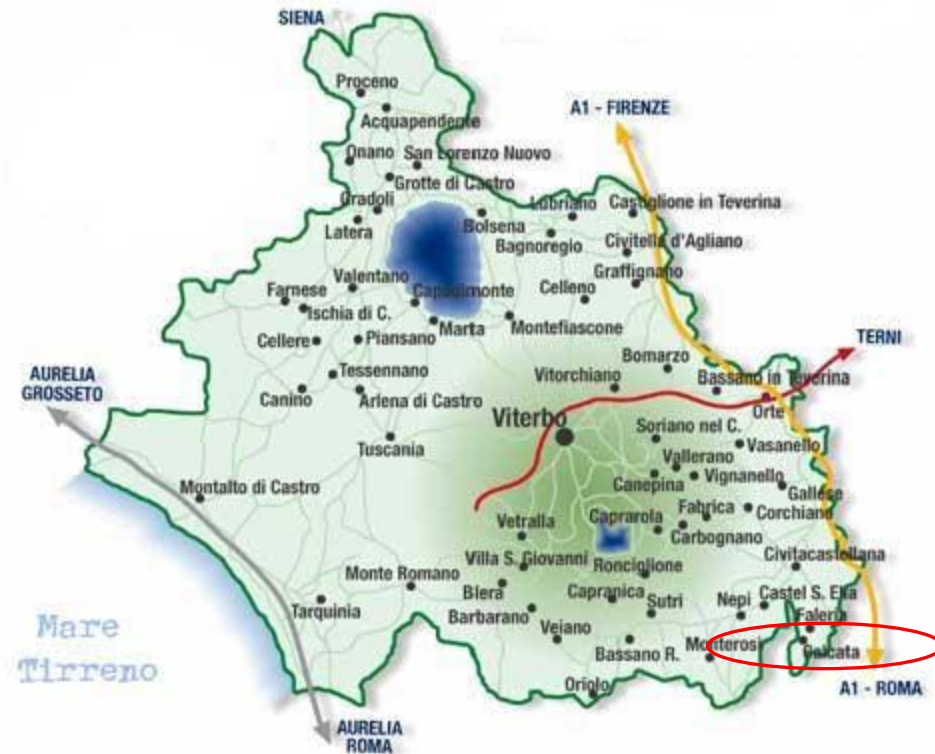 SIENA
Proceno
A1 - FIRENZE
Acquapendente
Onano
San Lorenzo Nuovo
Grotte di Castro
Gradoli
Latera
Bolsena
Lubriano
Castiglione in Teverina
Bagnoregio
Civitella d'Agliano
Valentano
Graffignano
Farnese
Capodimonte
Celleno
Ischia di C.
Marta
Montefiascone
Cellere
Piansano
TERNI
Bomarzo
Tessennano
Vitorchiano
Bassano in Teverina
AURELIA
GROSSETO
Canino
Arlena di Castro
Orte
Viterbo
Soriano nel C.
Tuscania
Vasanello
Vallerano
Canepina
Vignanello
Montalto di Castro
Gallese
Fabrica
Corchiano
Vetralla
Caprarola
Carbognano
Villa S. Giovanni
Ronciglione
Civitacastellana
Monte Romano
Blera
Capranica
Nepi
Castel S. Elia
Tarquinia
Barbarano
Sutri
Faleria
Mare
Tirreno
Veiano
Bassano R.
Monterosi
Calcata
Oriolo
A1 - ROMA
AURELIA
ROMA